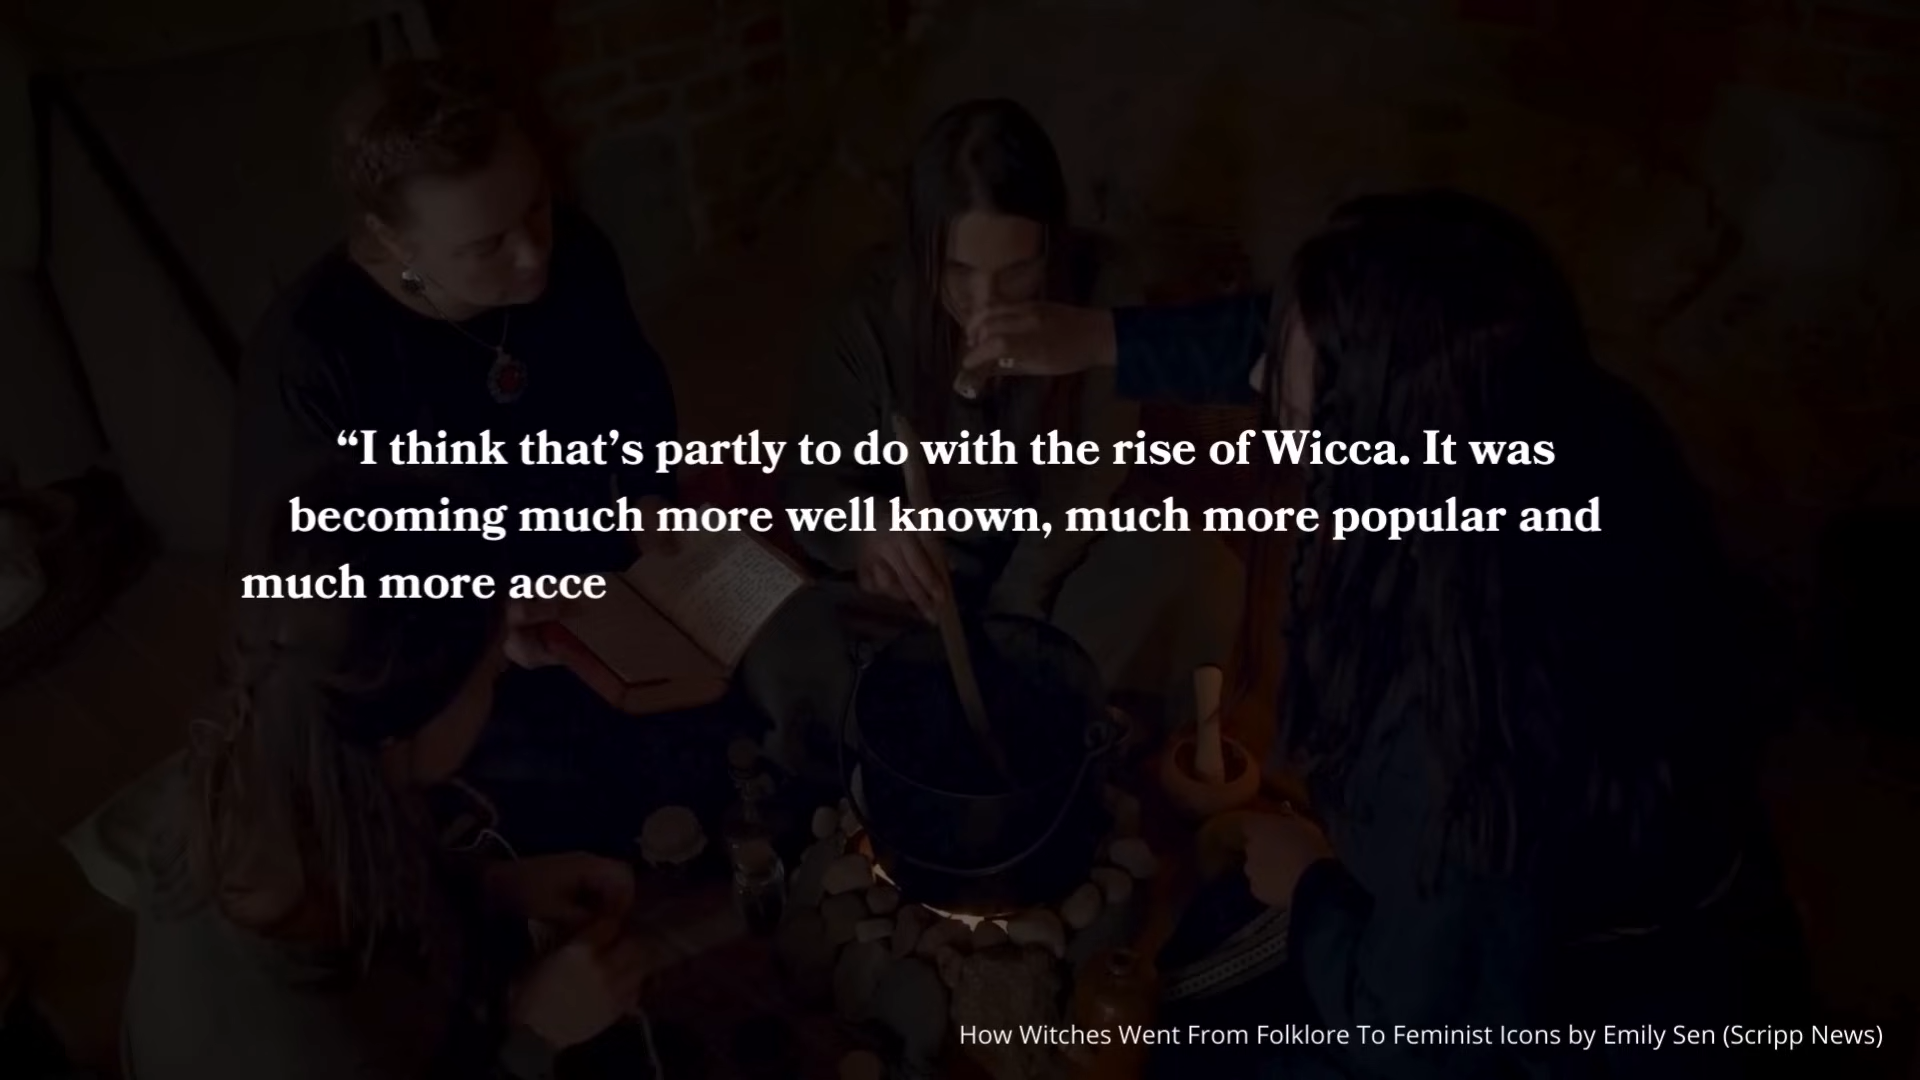 “I think that’s partly to do with the rise of Wicca. It was
becoming much more well known, much more popular and
much more acce
How Witches Went From Folklore To Feminist Icons by Emily Sen (Scripp News)